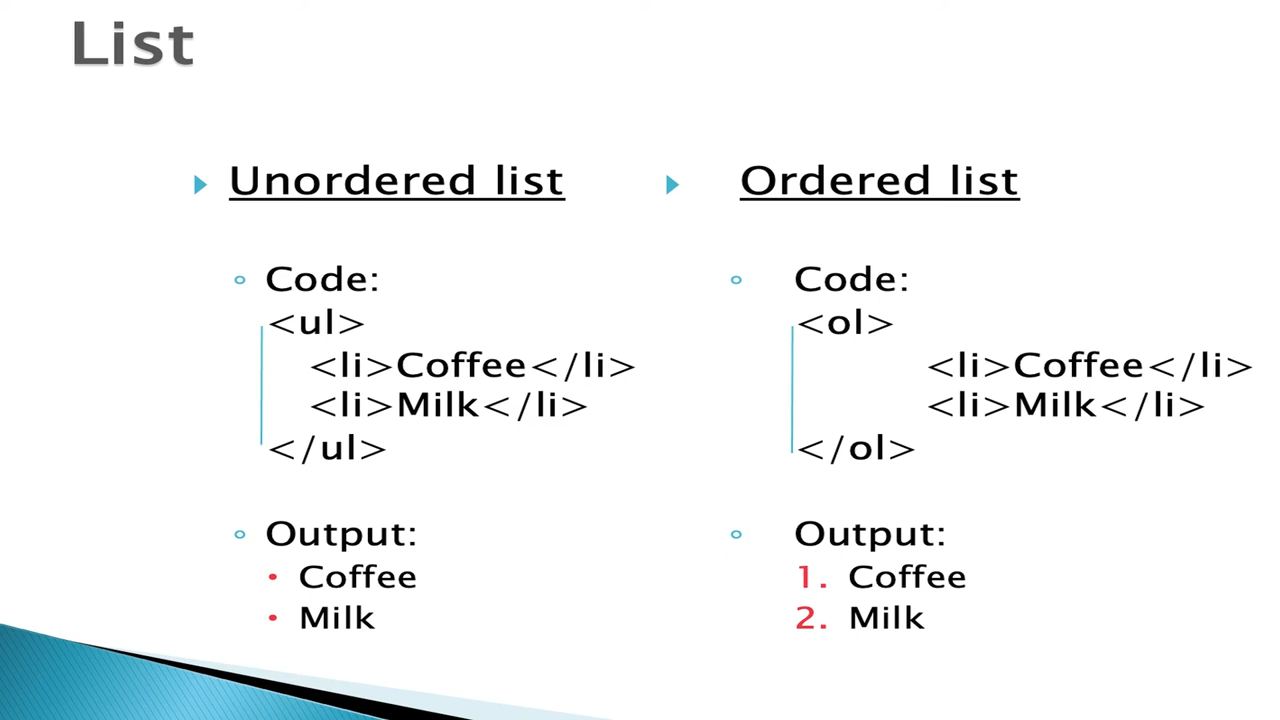 List
Unordered list
Code:
<ul>
<li>Coffee</li>
<li>Milk</li>
</ul>
Output:
• Coffee
• Milk
Ordered list
Code:
<ol>
<li>Coffee</li>
<li>Milk</li>
</ol>
Output:
1. Coffee
2. Milk